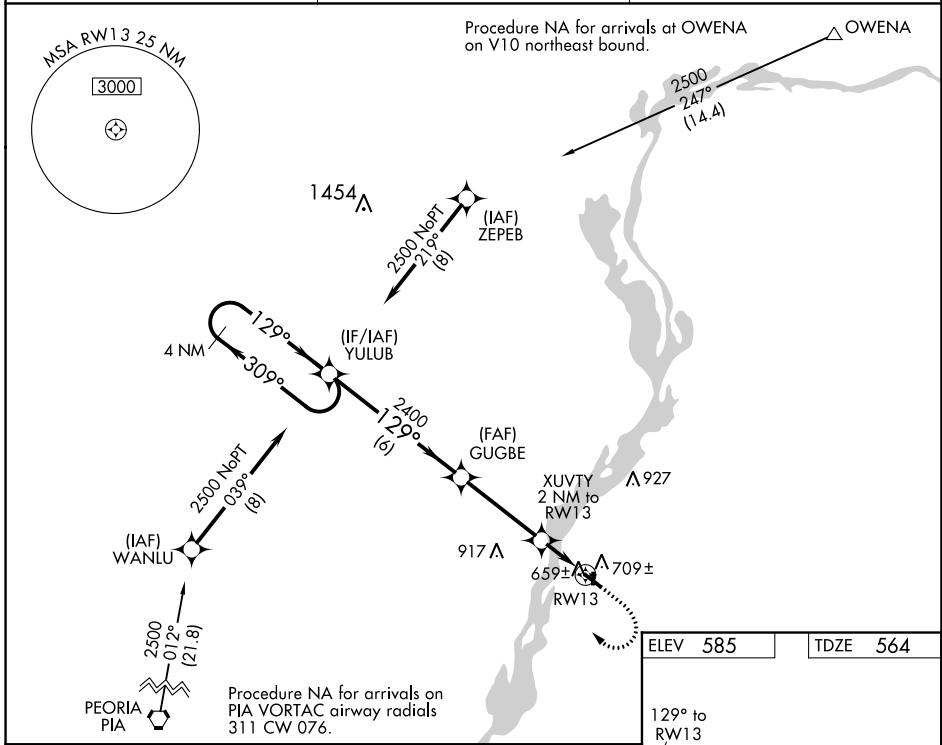 MSA RW13 25 NM
3000
Procedure NA for arrivals at OWENA
on V10 northeast bound.
OWENA
2500
247°
(14.4)
1454
(IAF)
ZEPEB
2500 NoPT
219°
(8)
129°
4 NM
309°
(IF/IAF)
YULUB
2400
129°
(6)
(FAF)
GUGBE
2500 NoPT
039°
(8)
XUVTY
2 NM to
RW13
927
(IAF)
WANLU
917
659±
709±
RW13
2500
012°
(21.8)
PEORIA
PIA
Procedure NA for arrivals on
PIA VORTAC airway radials
311 CW 076.
ELEV 585
TDZE 564
129° to
RW13